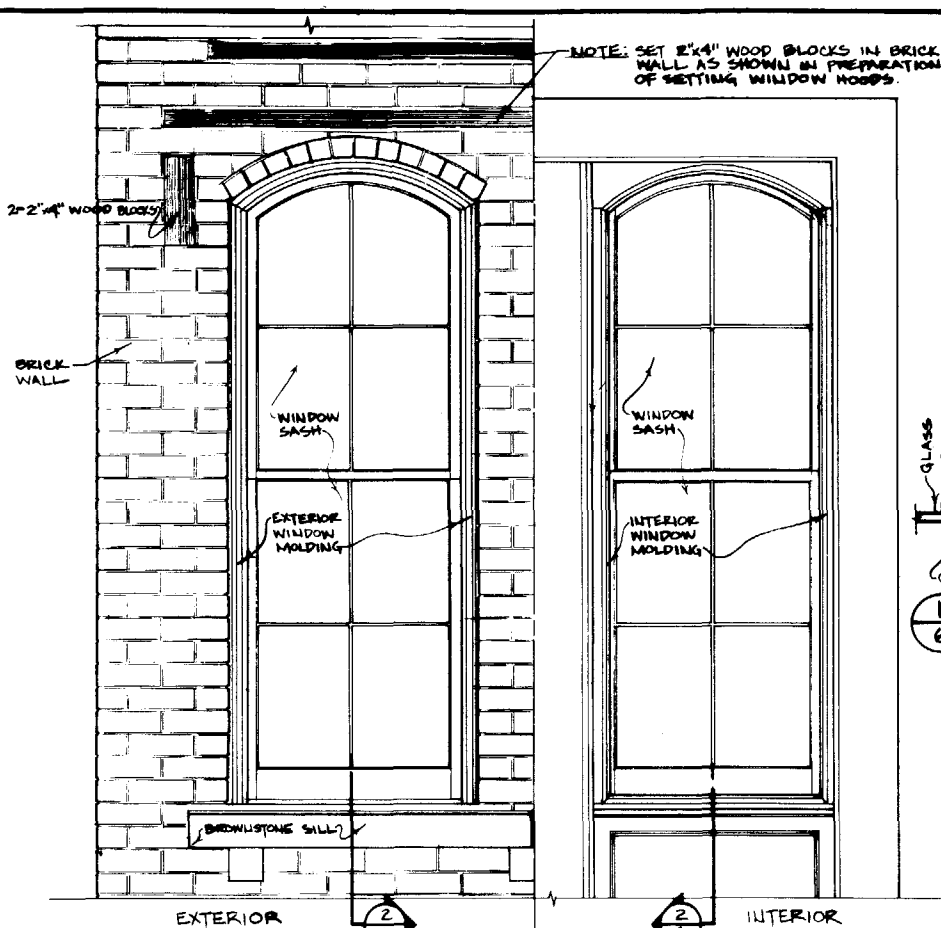 NOTE: SET 2"x4" WOOD BLOCKS IN BRICK
WALL AS SHOWN IN PREPARATION
OF SETTING WINDOW HOODS.
2-2"x4" WOOD BLOCKS
BRICK
WALL
WINDOW
SASH
WINDOW
SASH
GLASS
EXTERIOR
WINDOW
MOLDING
INTERIOR
WINDOW
MOLDING
1
6
BROWNSTONE SILL
EXTERIOR
2
2
INTERIOR